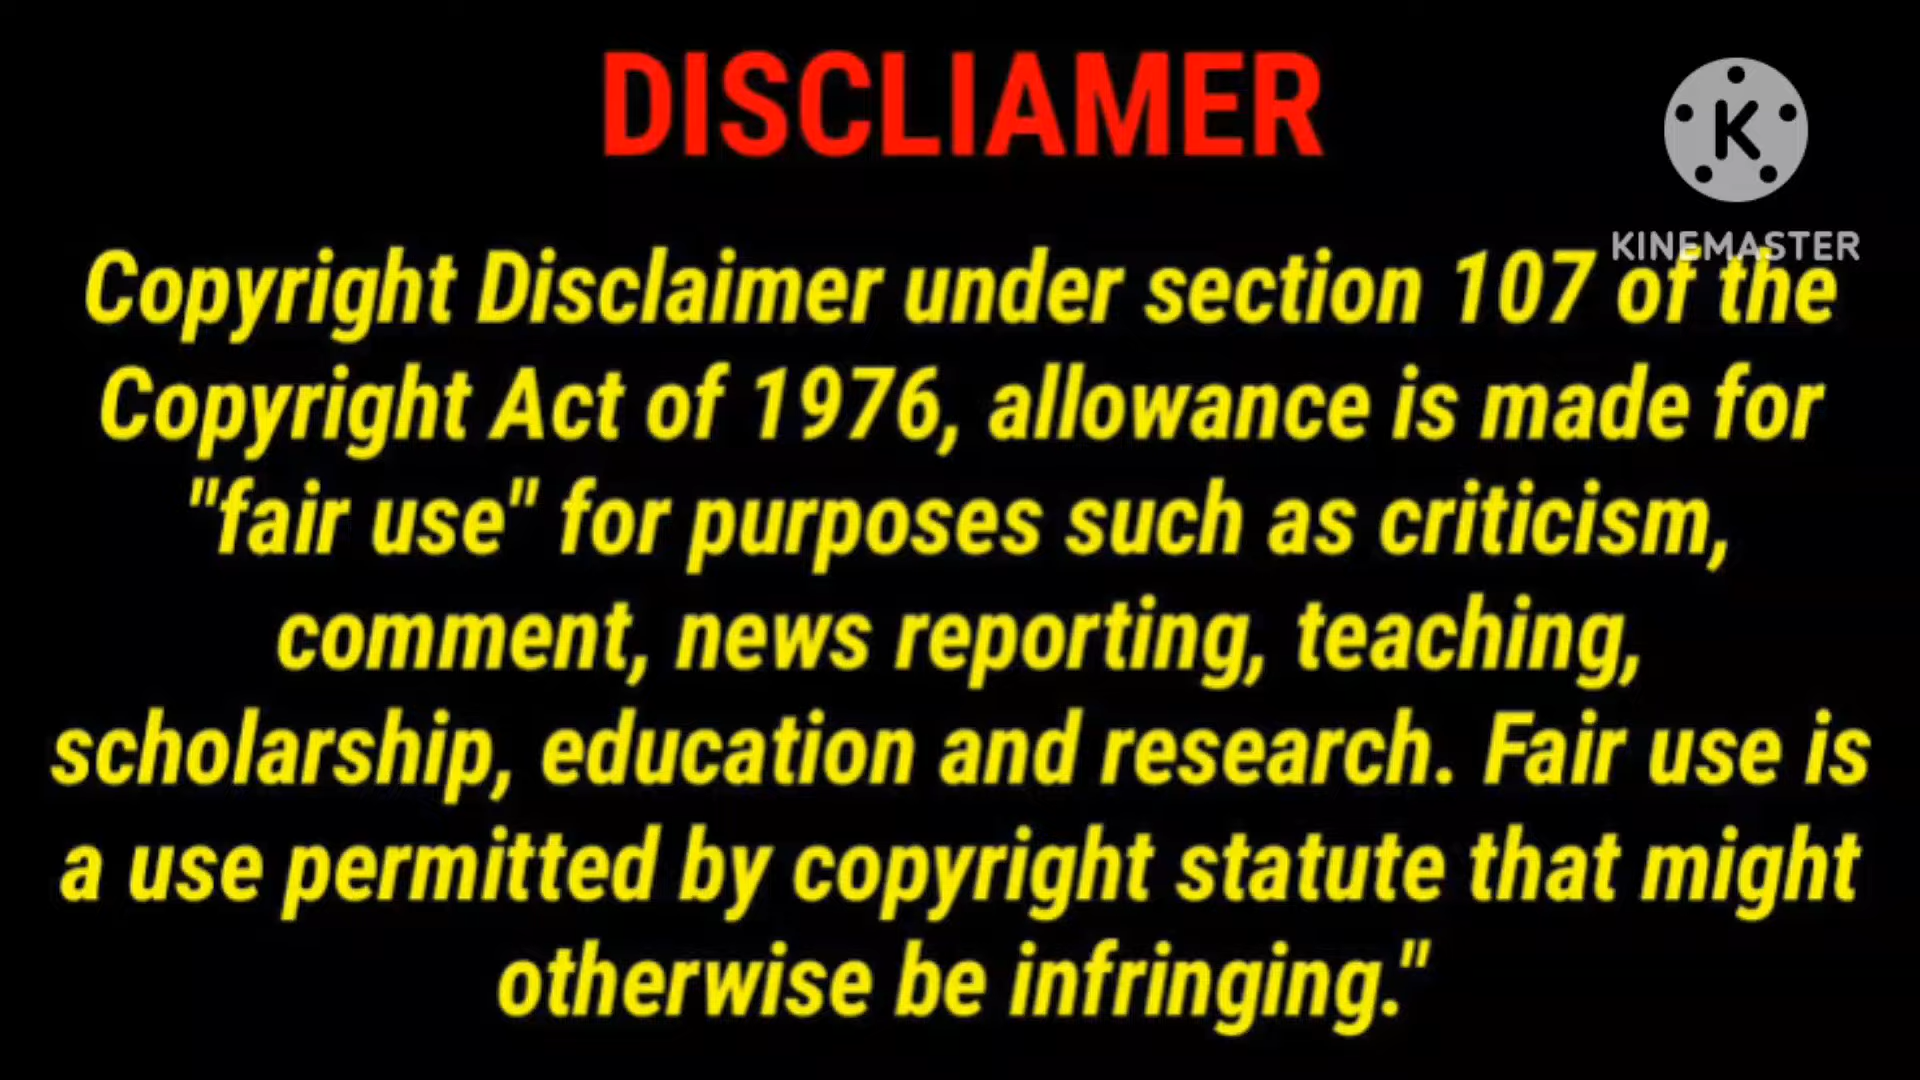 DISCLIAMER
K
KINEMASTER
Copyright Disclaimer under section 107 of the
Copyright Act of 1976, allowance is made for
"fair use" for purposes such as criticism,
comment, news reporting, teaching,
scholarship, education and research. Fair use is
a use permitted by copyright statute that might
otherwise be infringing."